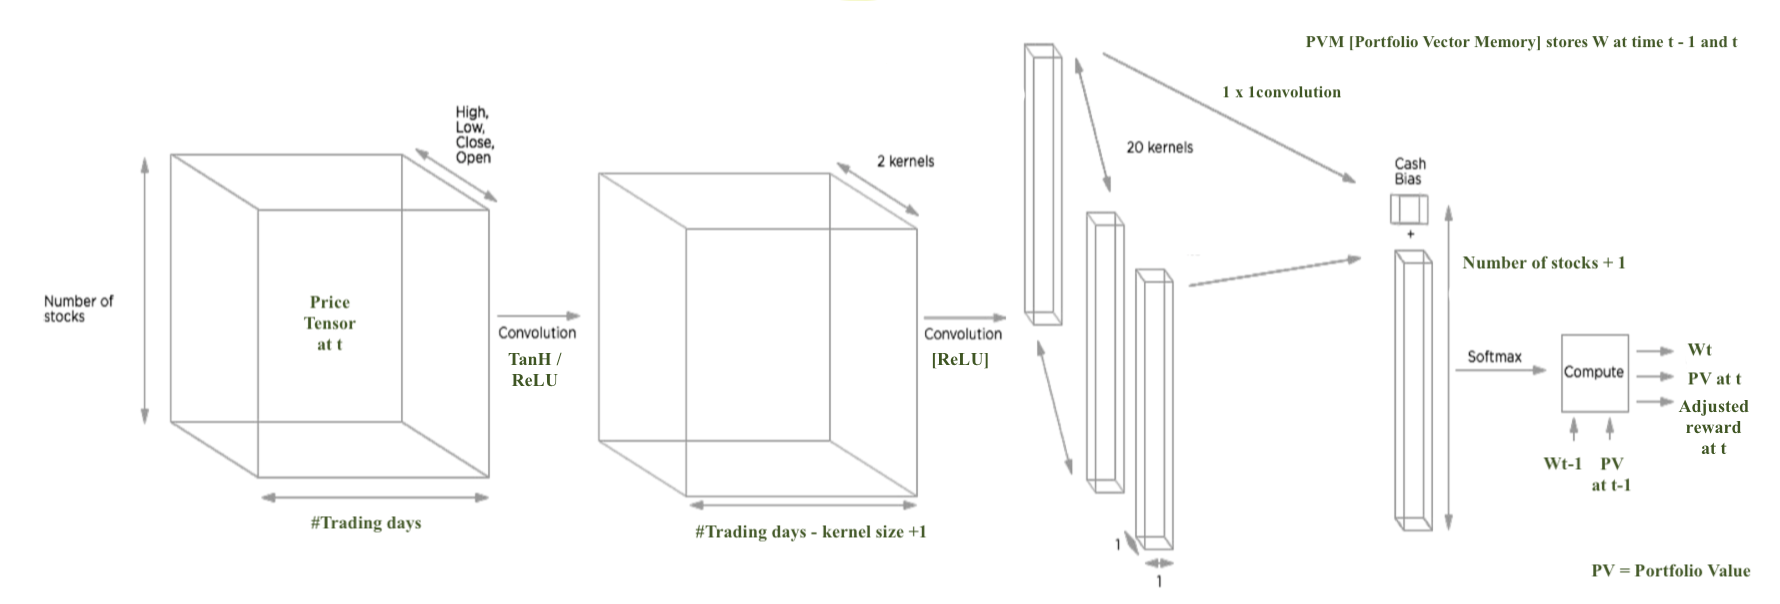 PVM [Portfolio Vector Memory] stores W at time t - 1 and t
1 x 1convolution
High,
Low,
Close,
Open
2 kernels
20 kernels
Cash
Bias
+
Number of stocks + 1
Number of
stocks
Price
Tensor
at t
Convolution
TanH /
ReLU
Convolution
[ReLU]
Softmax
Compute
Wt
PV at t
Adjusted
reward
at t
Wt-1
PV
at t-1
#Trading days
#Trading days - kernel size +1
1
1
PV = Portfolio Value